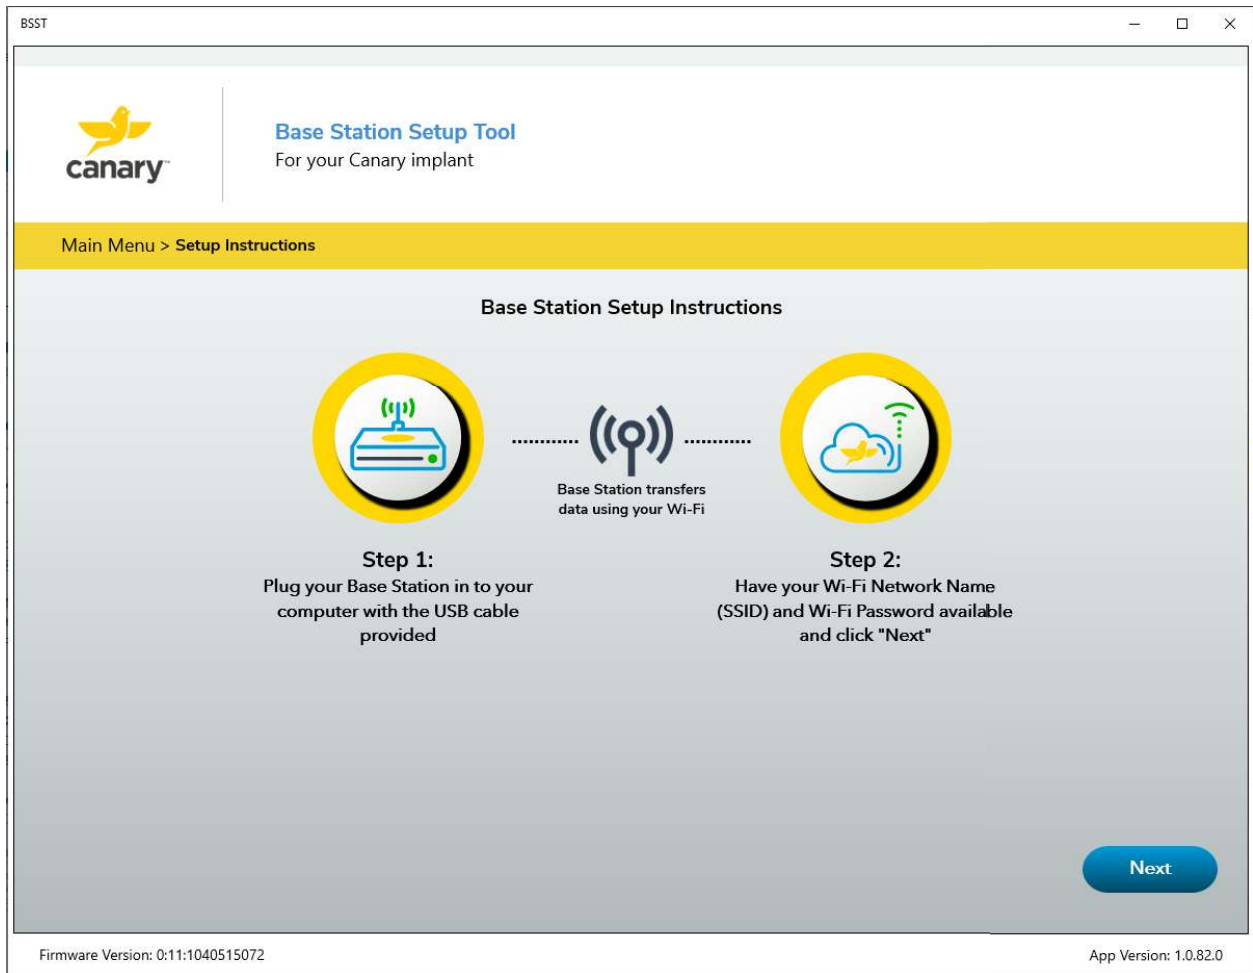 BSST
canary™
Base Station Setup Tool
For your Canary implant
Main Menu > Setup Instructions
Base Station Setup Instructions
Base Station transfers
data using your Wi-Fi
Step 1:
Plug your Base Station in to your
computer with the USB cable
provided
Step 2:
Have your Wi-Fi Network Name
(SSID) and Wi-Fi Password available
and click "Next"
Next
Firmware Version: 0:11:1040515072
App Version: 1.0.82.0